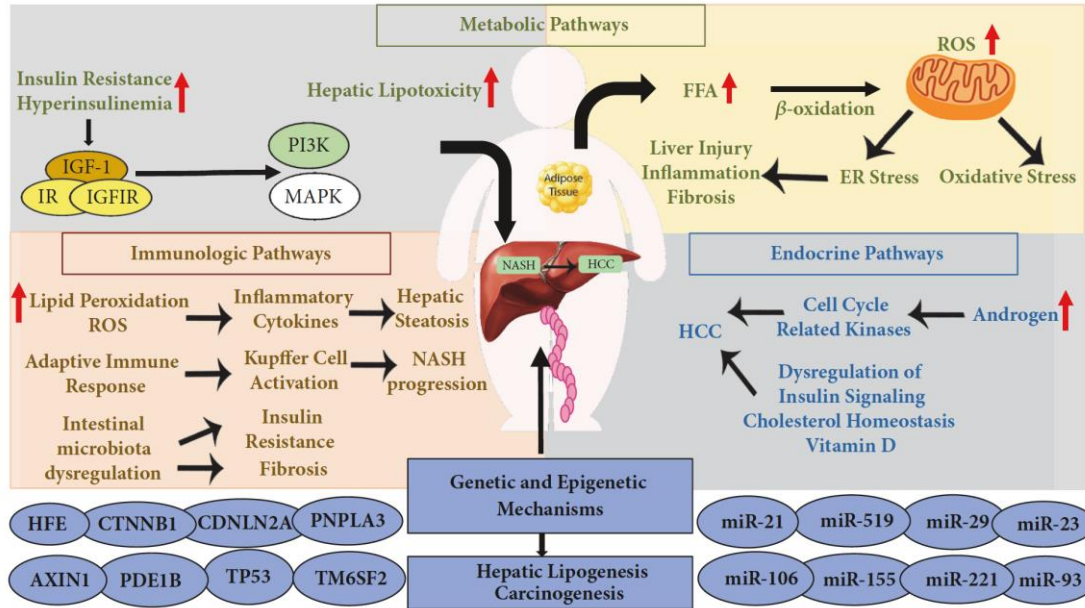 Metabolic Pathways
Insulin Resistance
Hyperinsulinemia
IGF-1
IR
IGFIR
PI3K
MAPK
Hepatic Lipotoxicity
Adipose
Tissue
FFA
β-oxidation
ROS
Liver Injury
Inflammation
Fibrosis
ER Stress
Oxidative Stress
Immunologic Pathways
Lipid Peroxidation
ROS
Inflammatory
Cytokines
Hepatic
Steatosis
Adaptive Immune
Response
Kupffer Cell
Activation
NASH
progression
Intestinal
microbiota
dysregulation
Insulin
Resistance
Fibrosis
NASH
HCC
Endocrine Pathways
HCC
Cell Cycle
Related Kinases
Androgen
Dysregulation of
Insulin Signaling
Cholesterol Homeostasis
Vitamin D
Genetic and Epigenetic
Mechanisms
Hepatic Lipogenesis
Carcinogenesis
HFE
CTNNB1
CDNLN2A
PNPLA3
AXIN1
PDE1B
TP53
TM6SF2
miR-21
miR-519
miR-29
miR-23
miR-106
miR-155
miR-221
miR-93